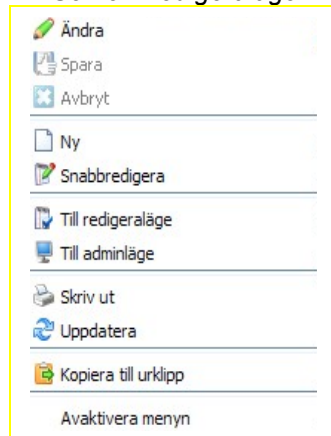 Ändra
Spara
Avbryt
Ny
Snabbredigera
Till redigeraläge
Till adminläge
Skriv ut
Uppdatera
Kopiera till urklipp
Avaktivera menyn